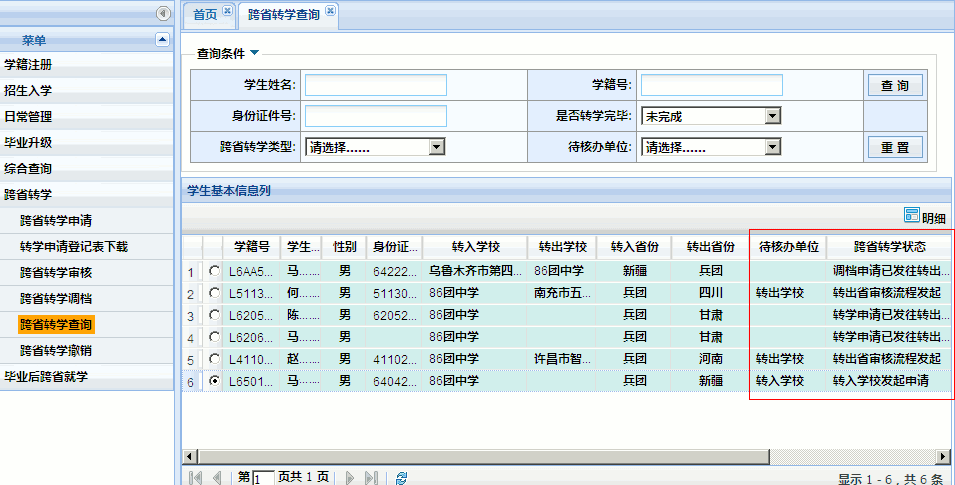 首页 跨省转学查询
菜单
学籍注册
招生入学
日常管理
毕业升级
综合查询
跨省转学
跨省转学申请
转学申请登记表下载
跨省转学审核
跨省转学调档
跨省转学查询
跨省转学撤销
毕业后跨省就学
查询条件
学生姓名: 学籍号: 查 询
身份证件号: 是否转学完毕: 未完成
跨省转学类型: 请选择...... 待核办单位: 请选择...... 重 置
学生基本信息列
明细
学籍号 学生... 性别 身份证... 转入学校 转出学校 转入省份 转出省份 待核办单位 跨省转学状态
1 L6AA5... 马...... 男 64222... 乌鲁木齐市第四... 86团中学 新疆 兵团 调档申请已发往转出...
2 L5113... 何...... 男 51130... 86团中学 南充市五... 兵团 四川 转出学校 转出省审核流程发起
3 L6205... 陈...... 男 62052... 86团中学 兵团 甘肃 转学申请已发往转出...
4 L6206... 马...... 男 62062... 86团中学 兵团 甘肃 转学申请已发往转出...
5 L4110... 赵...... 男 41102... 86团中学 许昌市智... 兵团 河南 转出学校 转出省审核流程发起
6 L6501... 马...... 男 64042... 86团中学 兵团 新疆 转入学校 转入学校发起申请
第 1 页共 1 页 显示 1 - 6 , 共 6 条